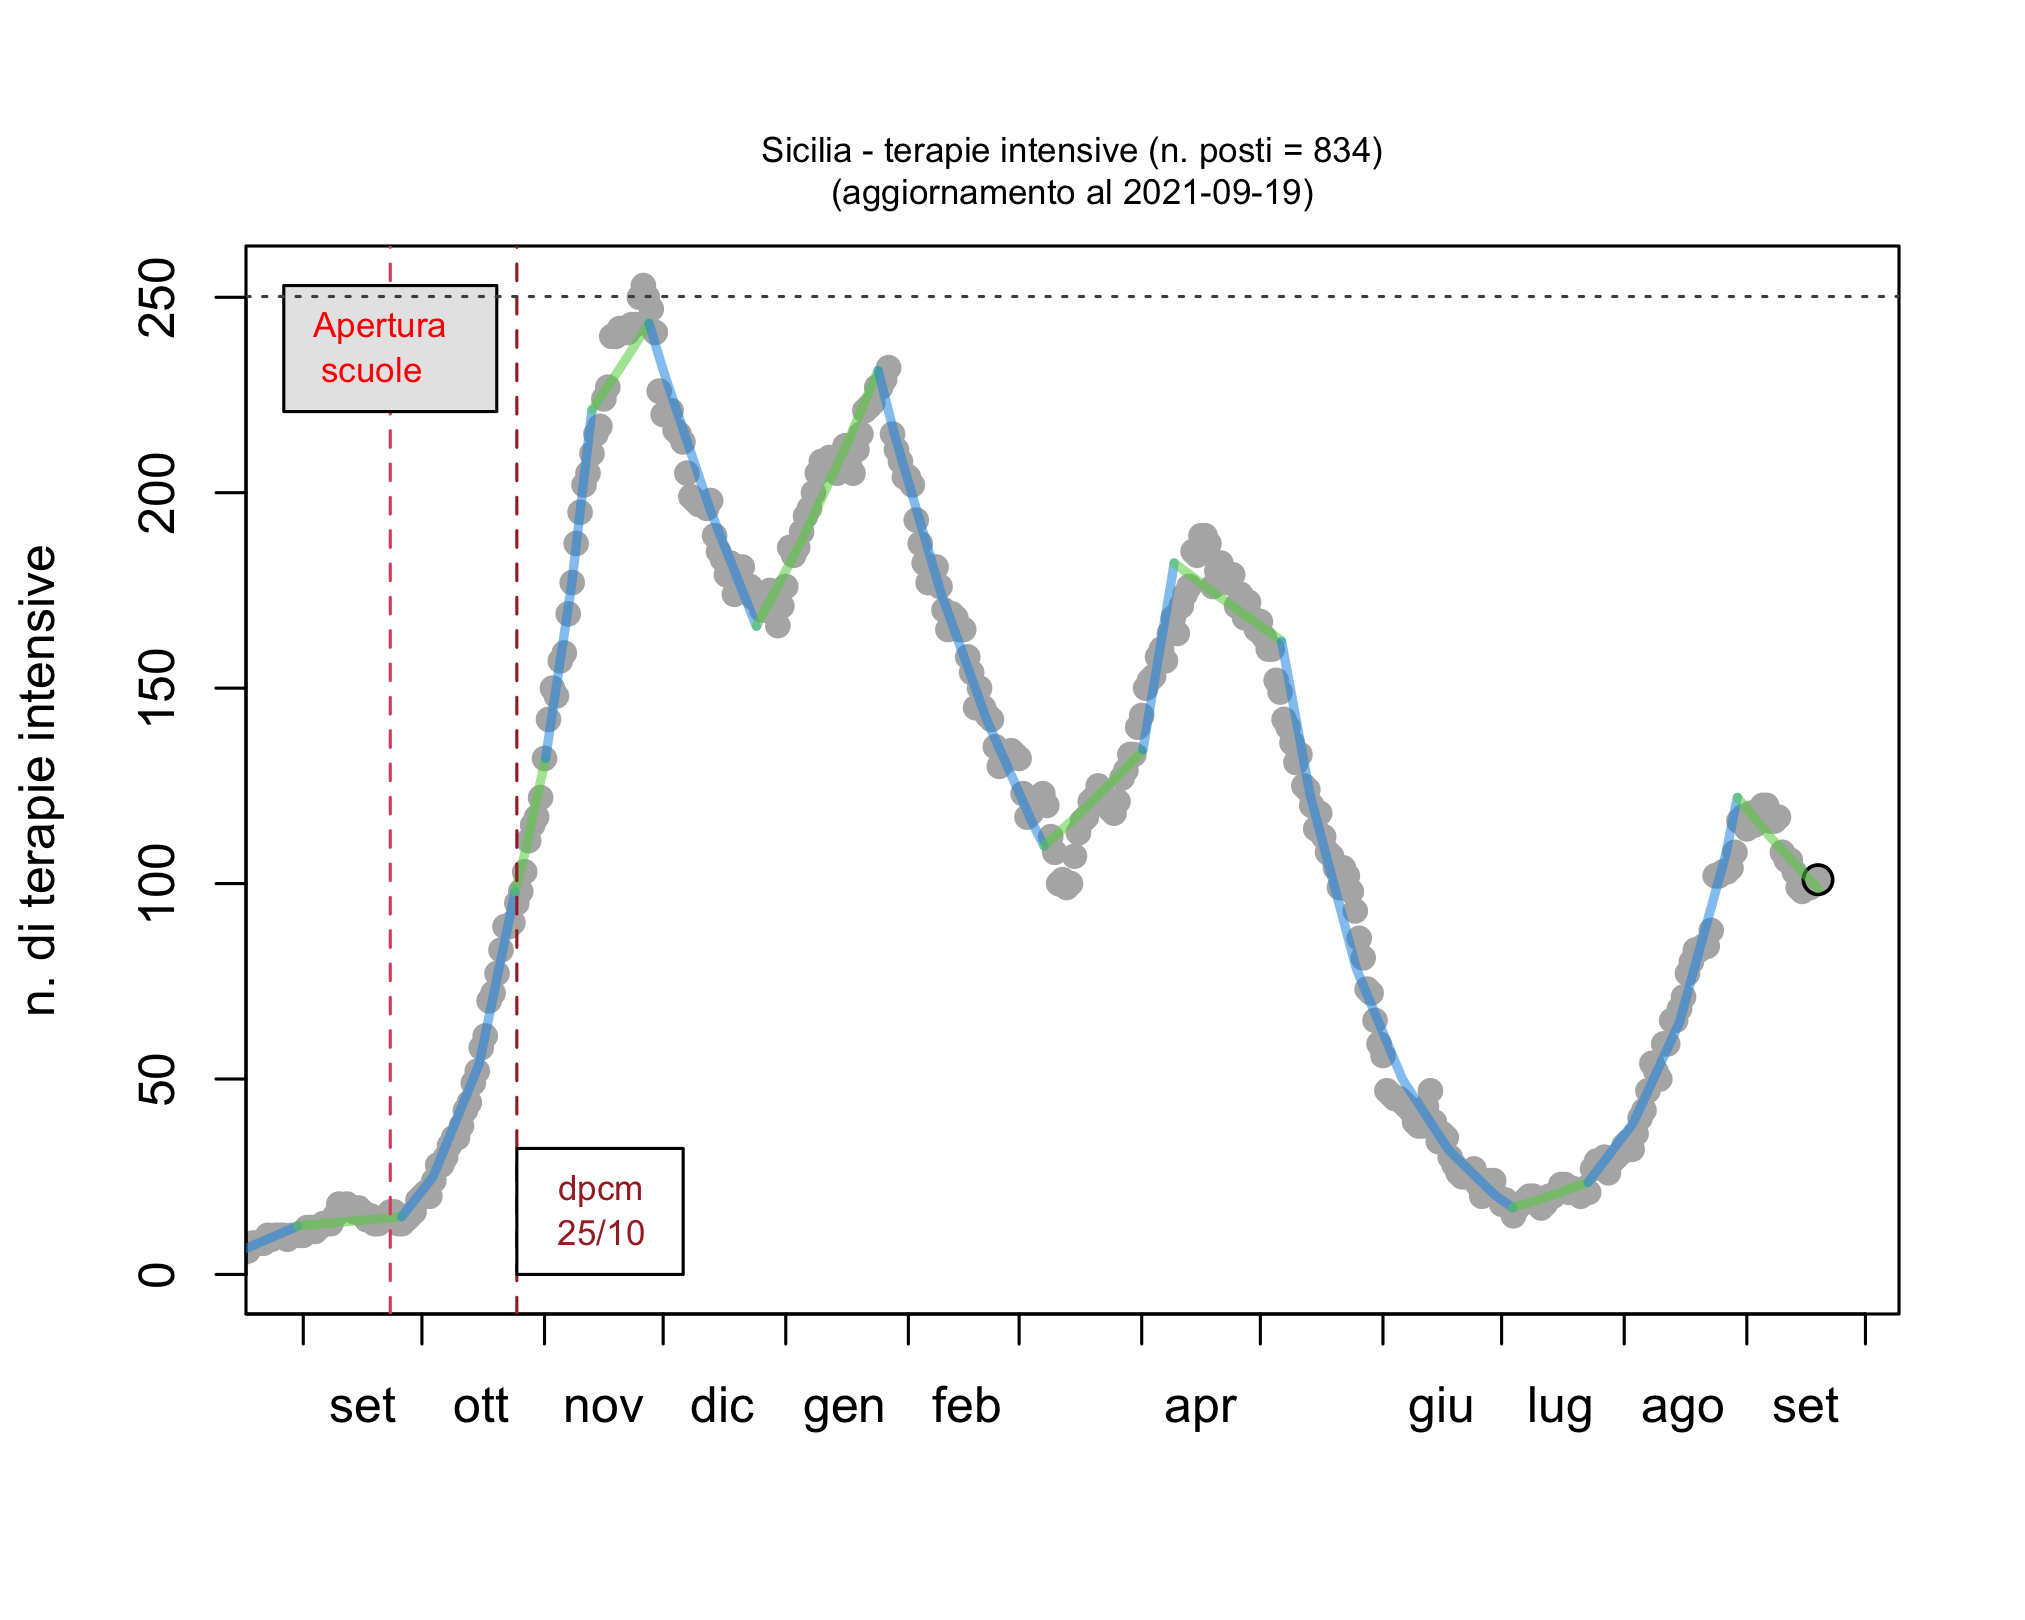 Sicilia - terapie intensive (n. posti = 834)
(aggiornamento al 2021-09-19)
n. di terapie intensive
250
200
150
100
50
0
Apertura
scuole
dpcm
25/10
set ott nov dic gen feb apr giu lug ago set